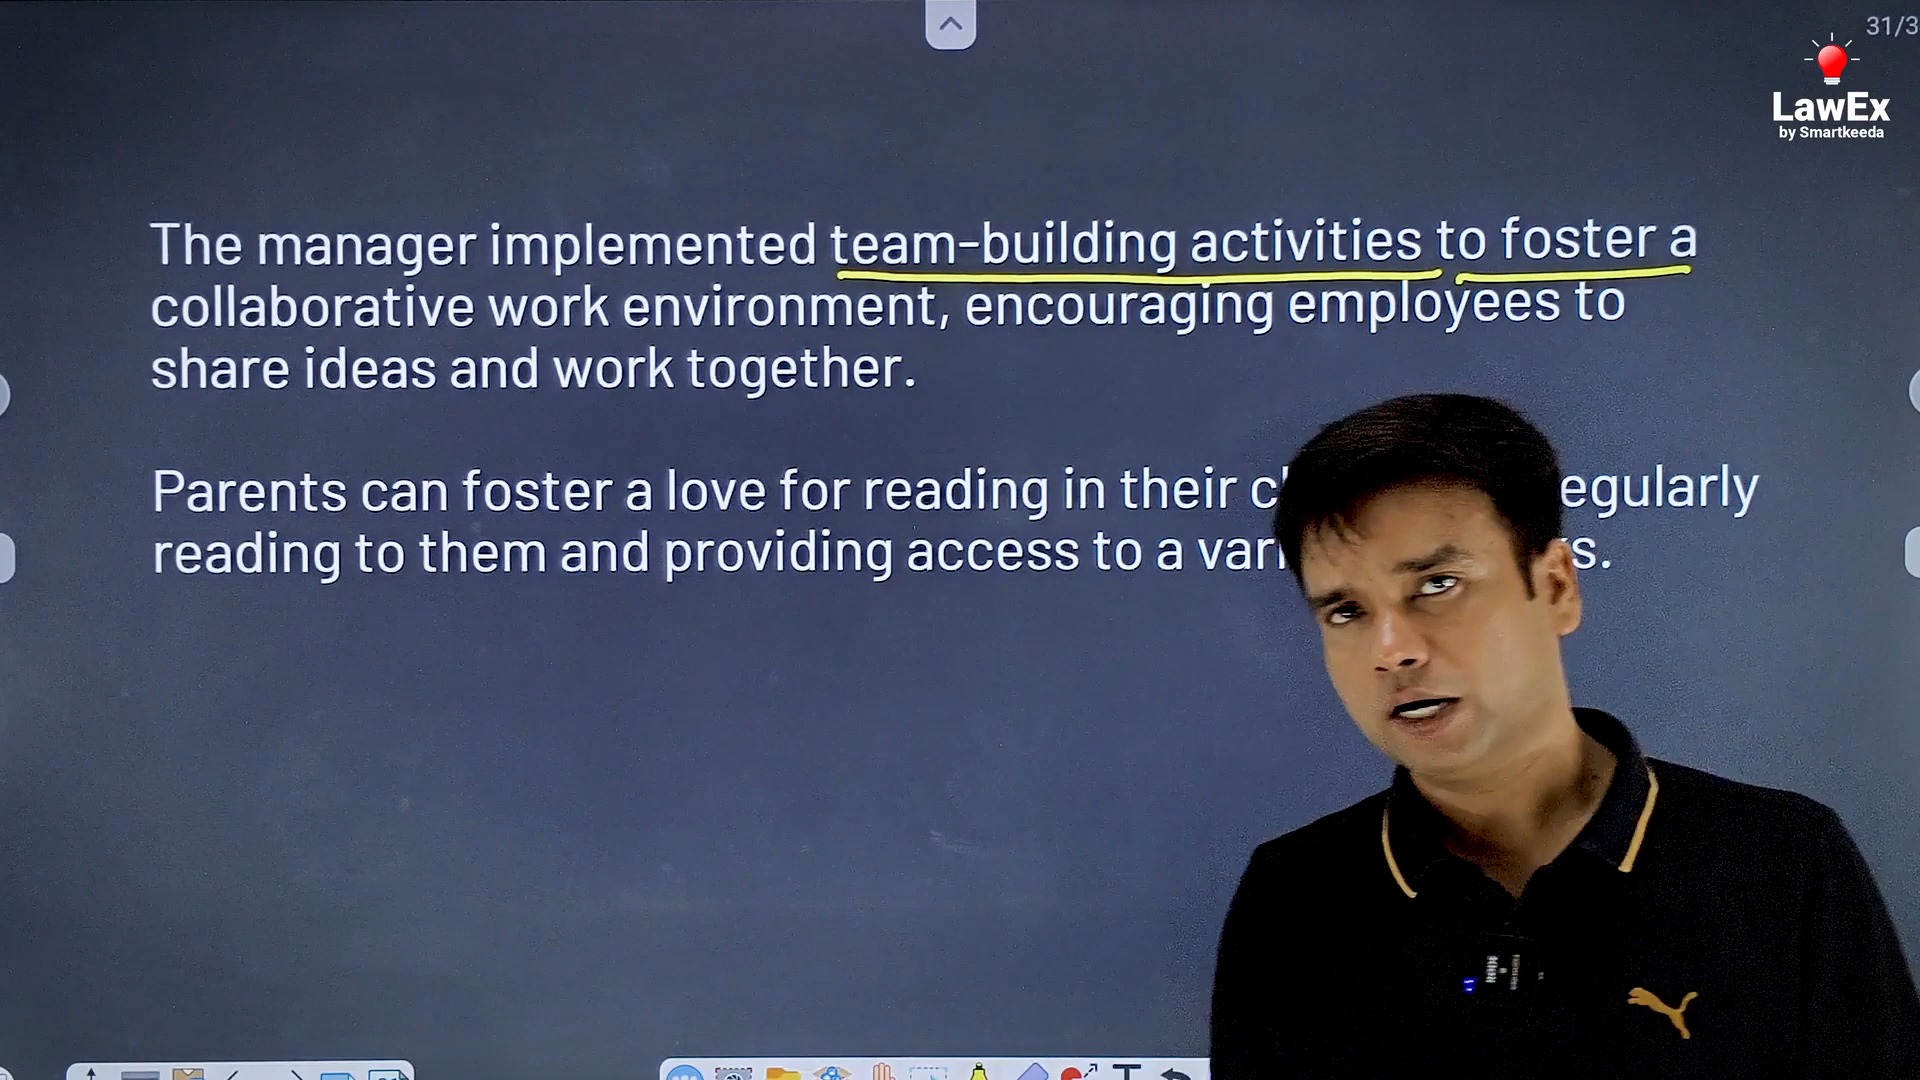 31/3
LawEx
by Smartkeeda
The manager implemented team-building activities to foster a
collaborative work environment, encouraging employees to
share ideas and work together.
Parents can foster a love for reading in their
reading to them and providing access to a